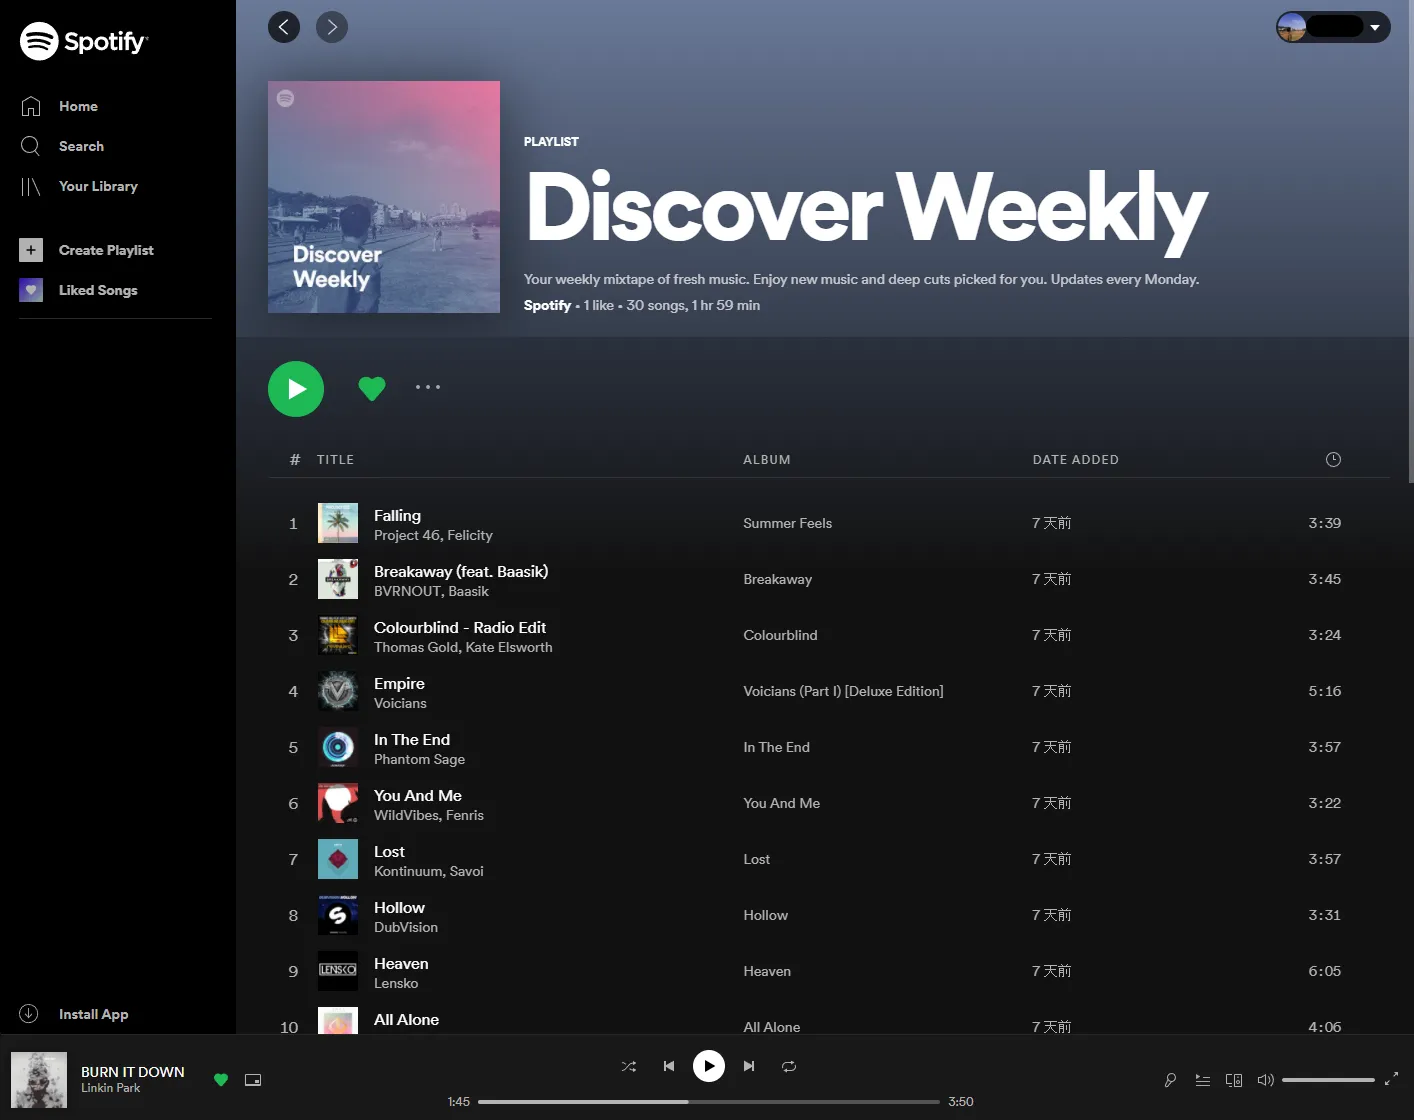 Spotify
Home
Search
Your Library
Create Playlist
Liked Songs
Install App
Discover
Weekly
PLAYLIST
Discover Weekly
Your weekly mixtape of fresh music. Enjoy new music and deep cuts picked for you. Updates every Monday.
Spotify • 1 like • 30 songs, 1 hr 59 min
# TITLE ALBUM DATE ADDED
1 Falling Summer Feels 7 天前 3:39
Project 46, Felicity
2 Breakaway (feat. Baasik) Breakaway 7 天前 3:45
BVRNOUT, Baasik
3 Colourblind - Radio Edit Colourblind 7 天前 3:24
Thomas Gold, Kate Elsworth
4 Empire Voicians (Part I) [Deluxe Edition] 7 天前 5:16
Voicians
5 In The End In The End 7 天前 3:57
Phantom Sage
6 You And Me You And Me 7 天前 3:22
WildVibes, Fenris
7 Lost Lost 7 天前 3:57
Kontinuum, Savoi
8 Hollow Hollow 7 天前 3:31
DubVision
LENSKO
9 Heaven Heaven 7 天前 6:05
Lensko
10 All Alone All Alone 7 天前 4:06
BURN IT DOWN
Linkin Park
1:45 3:50